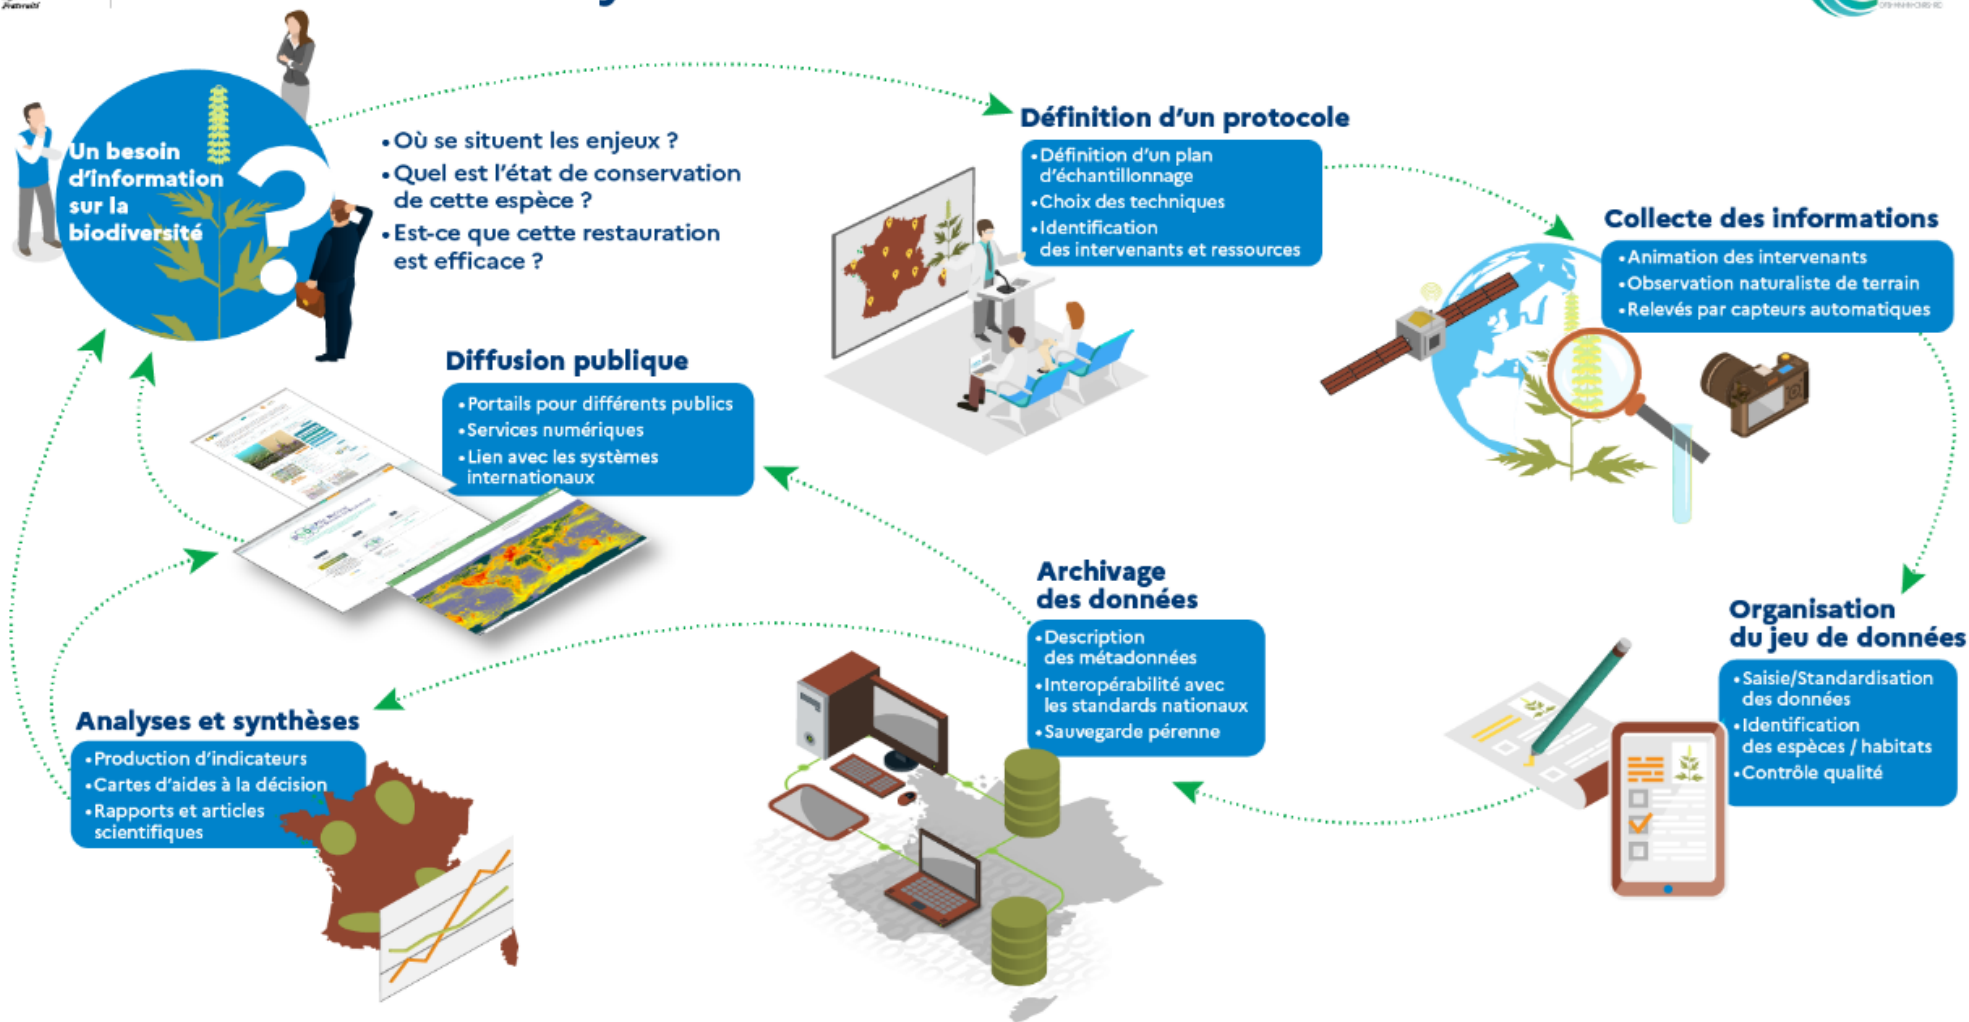 Fraternité
Un besoin
d'information
sur la
biodiversité
• Où se situent les enjeux ?
• Quel est l'état de conservation
de cette espèce ?
• Est-ce que cette restauration
est efficace ?
Définition d'un protocole
• Définition d'un plan
d'échantillonnage
• Choix des techniques
• Identification
des intervenants et ressources
Collecte des informations
• Animation des intervenants
• Observation naturaliste de terrain
• Relevés par capteurs automatiques
Organisation
du jeu de données
• Saisie/Standardisation
des données
• Identification
des espèces / habitats
• Contrôle qualité
Archivage
des données
• Description
des métadonnées
• Interopérabilité avec
les standards nationaux
• Sauvegarde pérenne
Diffusion publique
• Portails pour différents publics
• Services numériques
• Lien avec les systèmes
internationaux
Analyses et synthèses
• Production d'indicateurs
• Cartes d'aides à la décision
• Rapports et articles
scientifiques